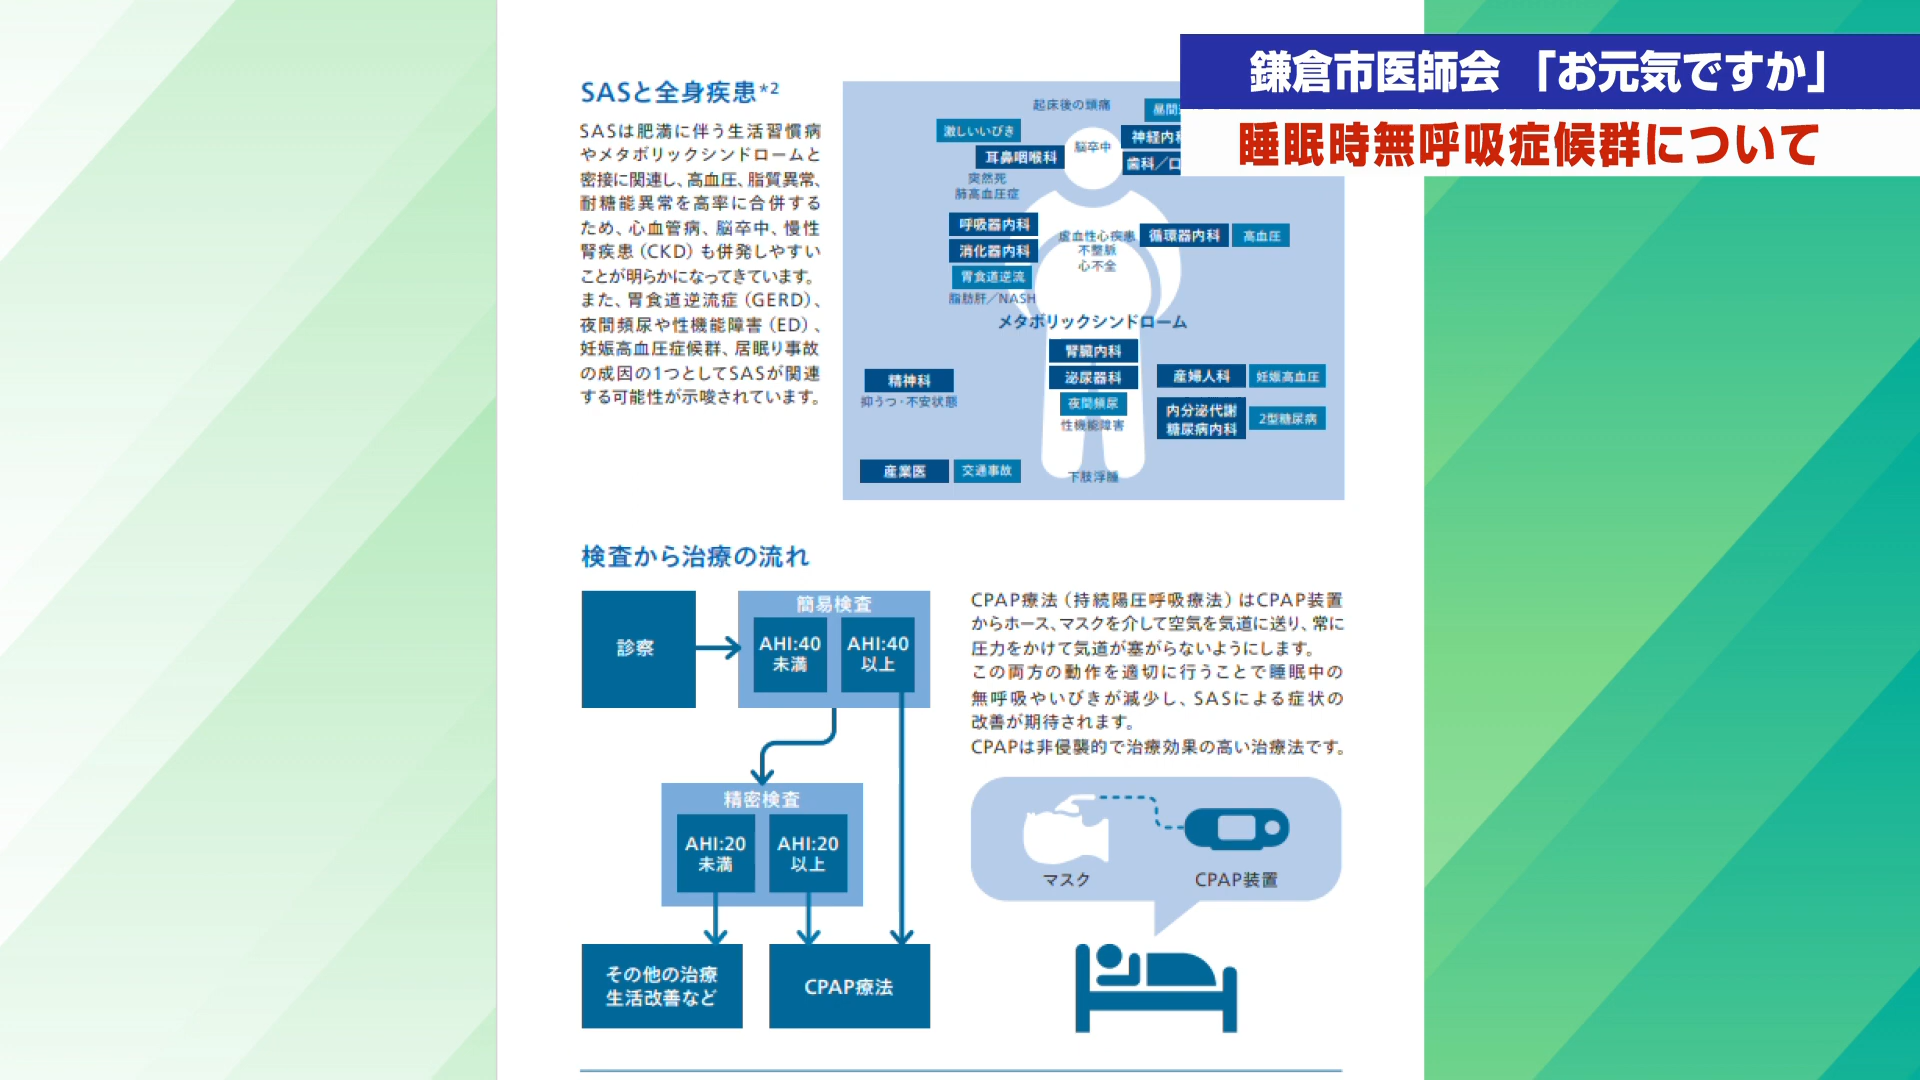 鎌倉市医師会 「お元気ですか」
睡眠時無呼吸症候群について
SASと全身疾患*2
SASは肥満に伴う生活習慣病
やメタボリックシンドロームと
密接に関連し、高血圧、脂質異常、
耐糖能異常を高率に合併する
ため、心血管病、脳卒中、慢性
腎疾患（CKD）も併発しやすい
ことが明らかになってきています。
また、胃食道逆流症（GERD）、
夜間頻尿や性機能障害（ED）、
妊娠高血圧症候群、居眠り事故
の成因の1つとしてSASが関連
する可能性が示唆されています。
起床後の頭痛
昼間
激しいいびき
脳卒中
神経内科
耳鼻咽喉科
歯科／口
突然死
肺高血圧症
呼吸器内科
虚血性心疾患
不整脈
心不全
循環器内科
高血圧
消化器内科
胃食道逆流
脂肪肝／NASH
メタボリックシンドローム
腎臓内科
泌尿器科
夜間頻尿
性機能障害
精神科
抑うつ・不安状態
産婦人科
妊娠高血圧
内分泌代謝
糖尿病内科
2型糖尿病
産業医
交通事故
下肢浮腫
検査から治療の流れ
診察
簡易検査
AHI:40
未満
AHI:40
以上
精密検査
AHI:20
未満
AHI:20
以上
その他の治療
生活改善など
CPAP療法
CPAP療法（持続陽圧呼吸療法）はCPAP装置
からホース、マスクを介して空気を気道に送り、常に
圧力をかけて気道が塞がらないようにします。
この両方の動作を適切に行うことで睡眠中の
無呼吸やいびきが減少し、SASによる症状の
改善が期待されます。
CPAPは非侵襲的で治療効果の高い治療法です。
マスク
CPAP装置